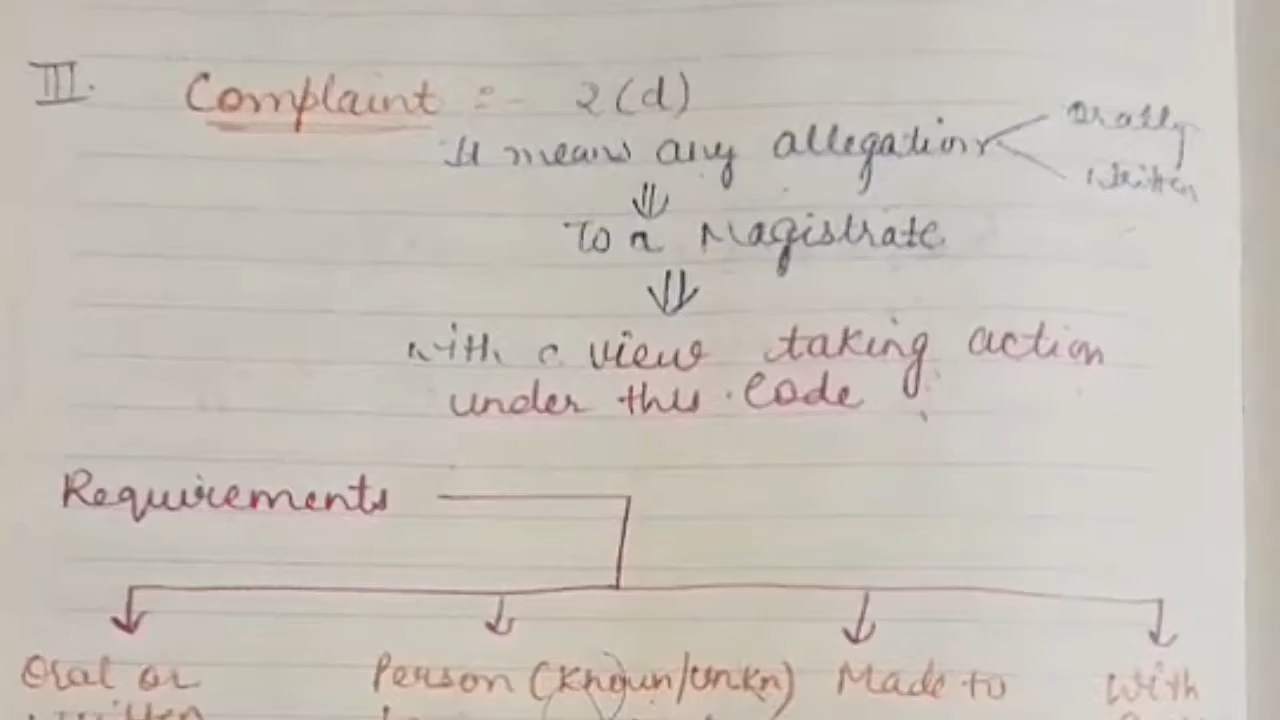 III. Complaint :- 2(d)
It means any allegation
orally
written
To a Magistrate
with a view taking action
under this Code
Requirements
Oral or
written
Person (Known/Unkn)
Made to
With